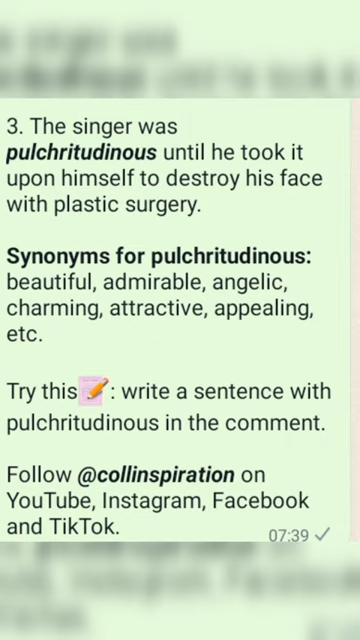 3. The singer was
pulchritudinous until he took it
upon himself to destroy his face
with plastic surgery.
Synonyms for pulchritudinous:
beautiful, admirable, angelic,
charming, attractive, appealing,
etc.
Try this📝: write a sentence with
pulchritudinous in the comment.
Follow @collinspiration on
YouTube, Instagram, Facebook
and TikTok.
07:39 ✓